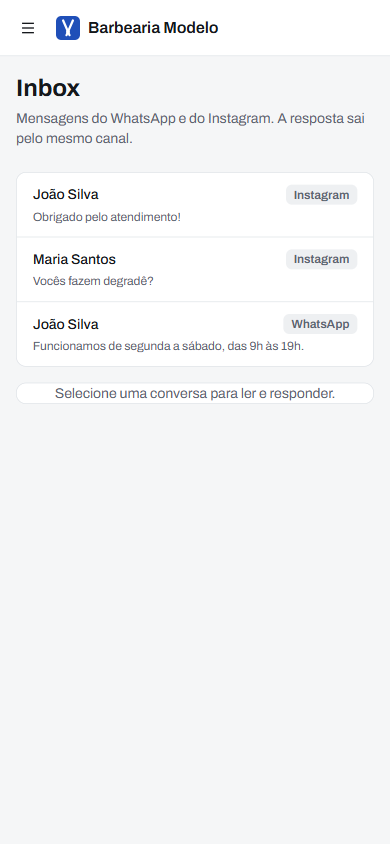 Barbearia Modelo
Inbox
Mensagens do WhatsApp e do Instagram. A resposta sai
pelo mesmo canal.
João Silva
Instagram
Obrigado pelo atendimento!
Maria Santos
Instagram
Vocês fazem degradê?
João Silva
WhatsApp
Funcionamos de segunda a sábado, das 9h às 19h.
Selecione uma conversa para ler e responder.